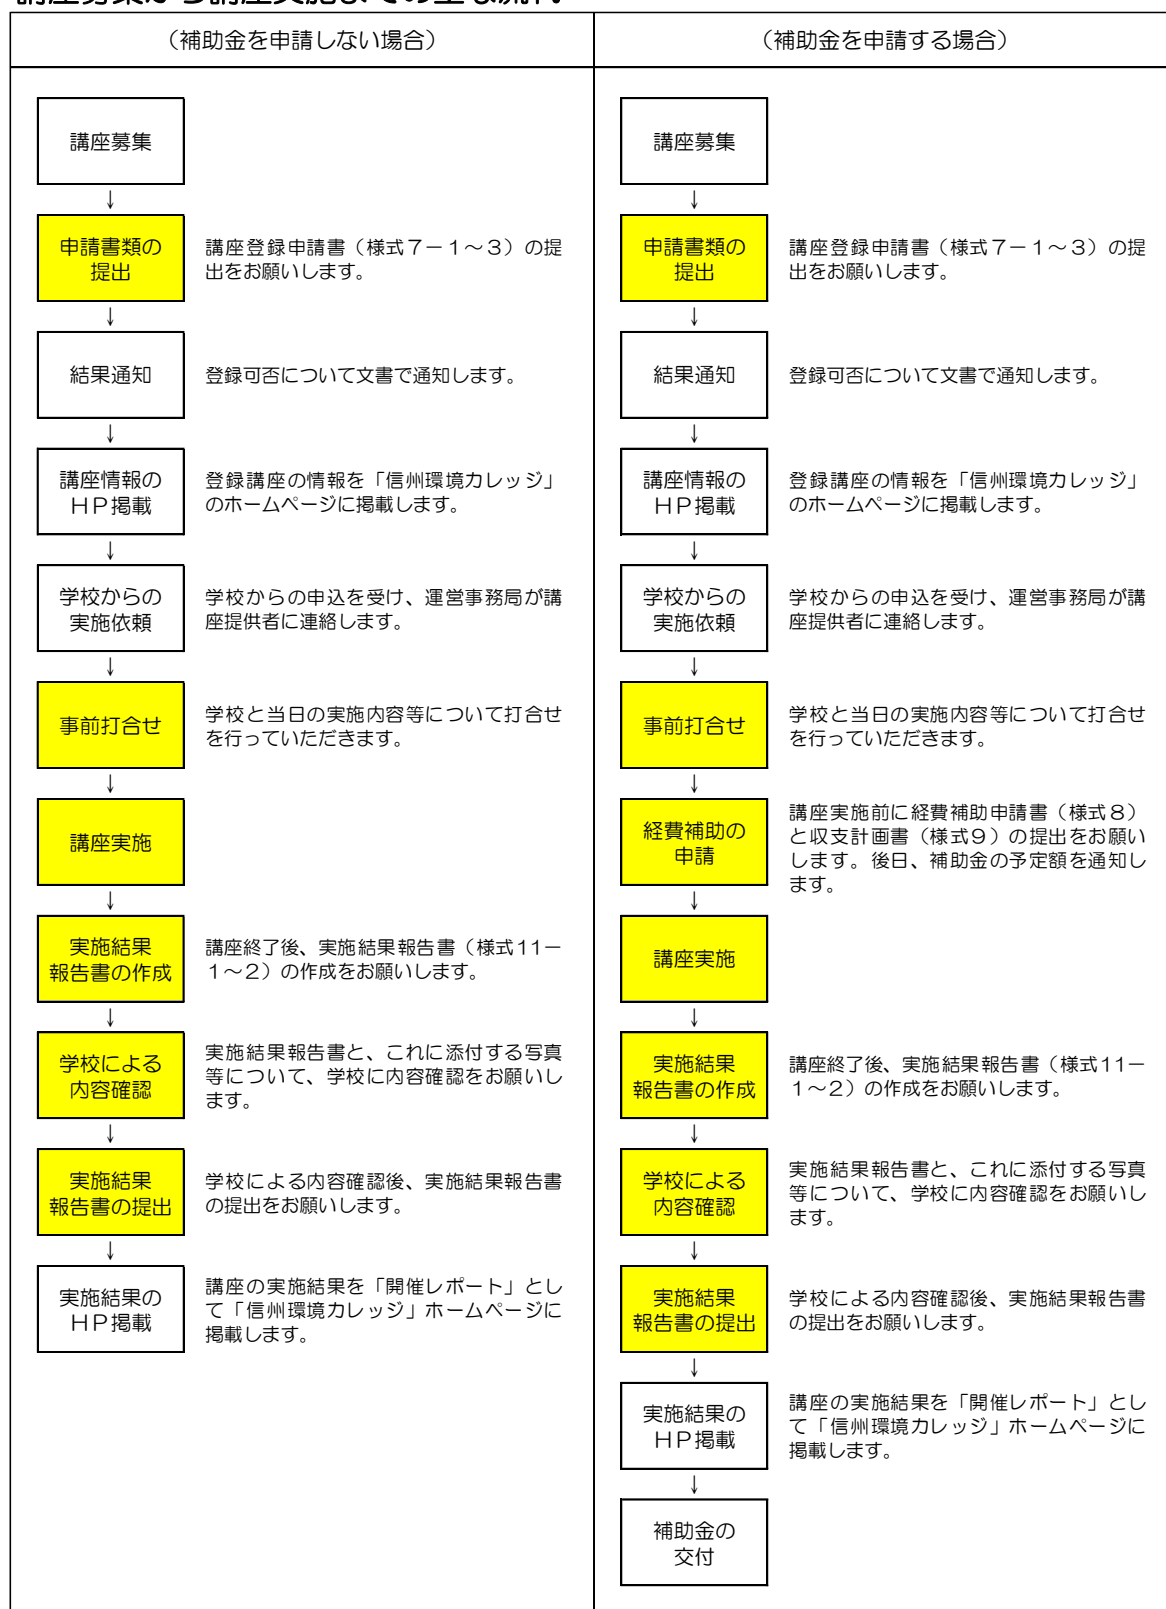 講座募集から講座実施までの主な流れ
（補助金を申請しない場合）
講座募集
↓
申請書類の
提出
講座登録申請書（様式７－１～３）の提
出をお願いします。
↓
結果通知
登録可否について文書で通知します。
↓
講座情報の
ＨＰ掲載
登録講座の情報を「信州環境カレッジ」
のホームページに掲載します。
↓
学校からの
実施依頼
学校からの申込を受け、運営事務局が講
座提供者に連絡します。
↓
事前打合せ
学校と当日の実施内容等について打合せ
を行っていただきます。
↓
講座実施
↓
実施結果
報告書の作成
講座終了後、実施結果報告書（様式11－
１～２）の作成をお願いします。
↓
学校による
内容確認
実施結果報告書と、これに添付する写真
等について、学校に内容確認をお願いし
ます。
↓
実施結果
報告書の提出
学校による内容確認後、実施結果報告書
の提出をお願いします。
↓
実施結果の
ＨＰ掲載
講座の実施結果を「開催レポート」とし
て「信州環境カレッジ」ホームページに
掲載します。
（補助金を申請する場合）
講座募集
↓
申請書類の
提出
講座登録申請書（様式７－１～３）の提
出をお願いします。
↓
結果通知
登録可否について文書で通知します。
↓
講座情報の
ＨＰ掲載
登録講座の情報を「信州環境カレッジ」
のホームページに掲載します。
↓
学校からの
実施依頼
学校からの申込を受け、運営事務局が講
座提供者に連絡します。
↓
事前打合せ
学校と当日の実施内容等について打合せ
を行っていただきます。
↓
経費補助の
申請
講座実施前に経費補助申請書（様式８）
と収支計画書（様式９）の提出をお願い
します。後日、補助金の予定額を通知し
ます。
↓
講座実施
↓
実施結果
報告書の作成
講座終了後、実施結果報告書（様式11－
１～２）の作成をお願いします。
↓
学校による
内容確認
実施結果報告書と、これに添付する写真
等について、学校に内容確認をお願いし
ます。
↓
実施結果
報告書の提出
学校による内容確認後、実施結果報告書
の提出をお願いします。
↓
実施結果の
ＨＰ掲載
講座の実施結果を「開催レポート」とし
て「信州環境カレッジ」ホームページに
掲載します。
↓
補助金の
交付